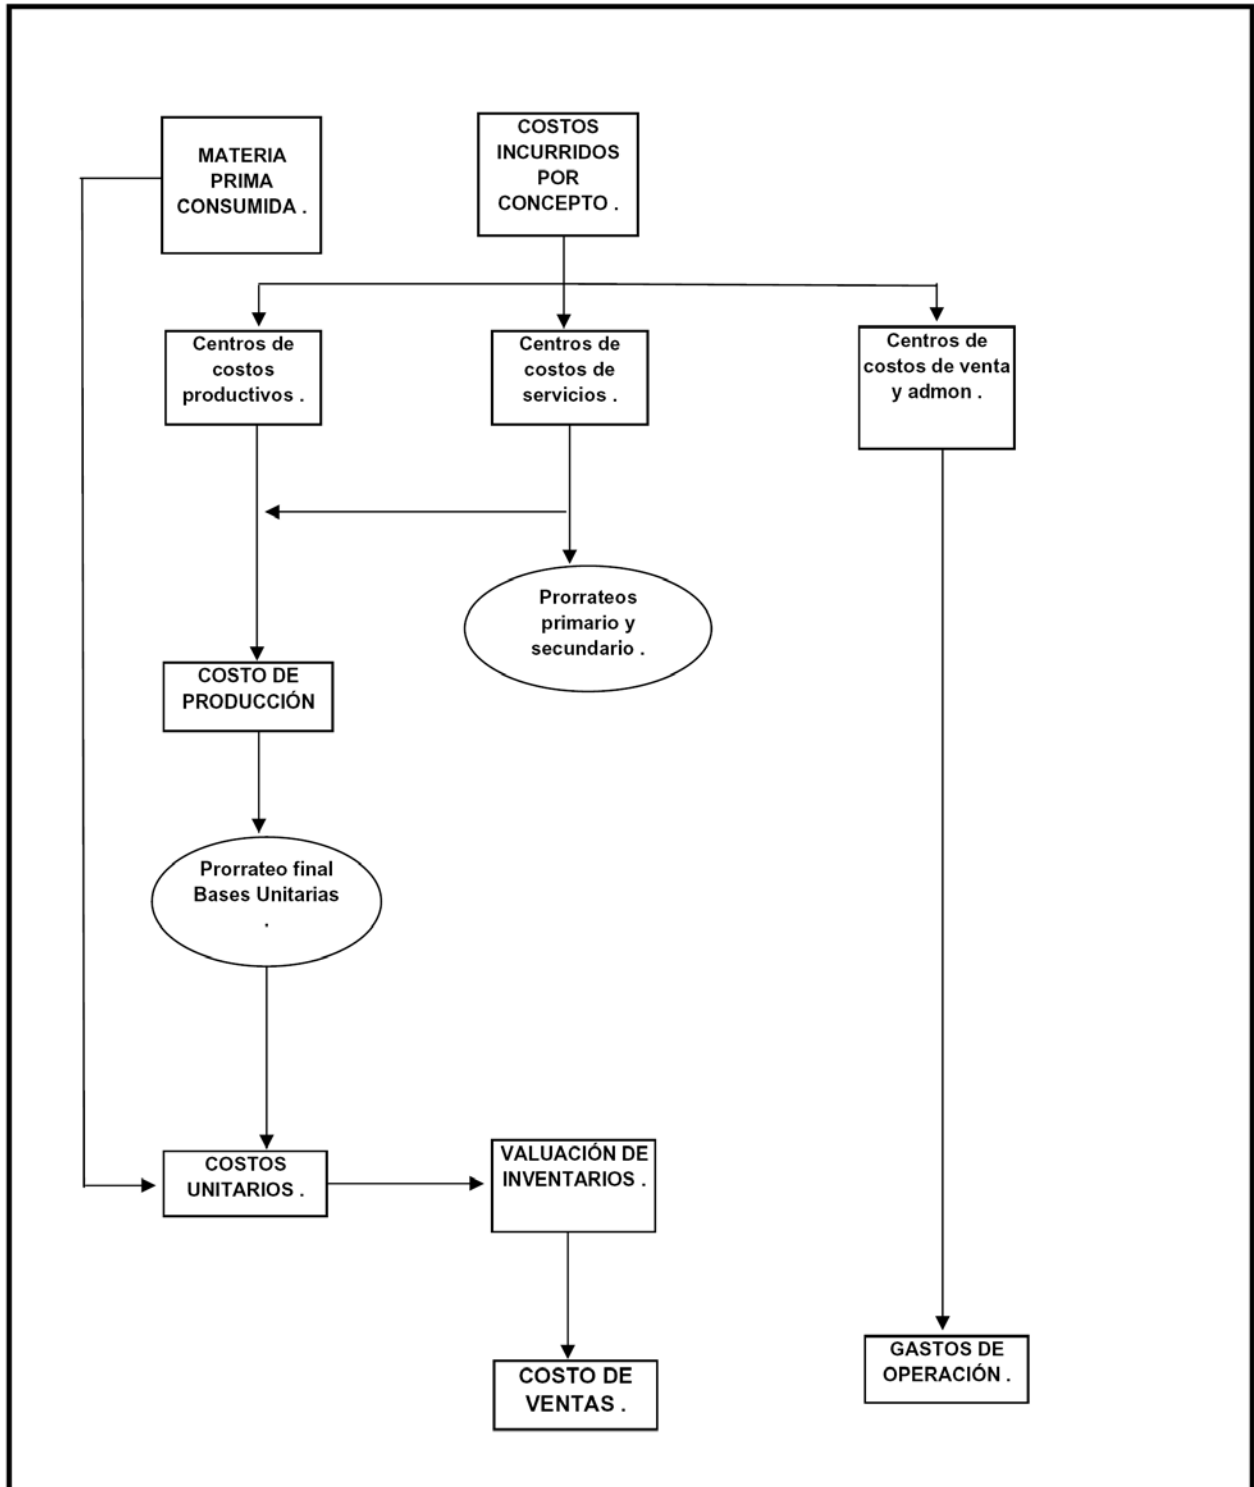 MATERIA
PRIMA
CONSUMIDA .
COSTOS
INCURRIDOS
POR
CONCEPTO .
Centros de
costos
productivos .
Centros de
costos de
servicios .
Centros de
costos de venta
y admon .
Prorrateos
primario y
secundario .
COSTO DE
PRODUCCIÓN
Prorrateo final
Bases Unitarias
.
COSTOS
UNITARIOS .
VALUACIÓN DE
INVENTARIOS .
COSTO DE
VENTAS .
GASTOS DE
OPERACIÓN .